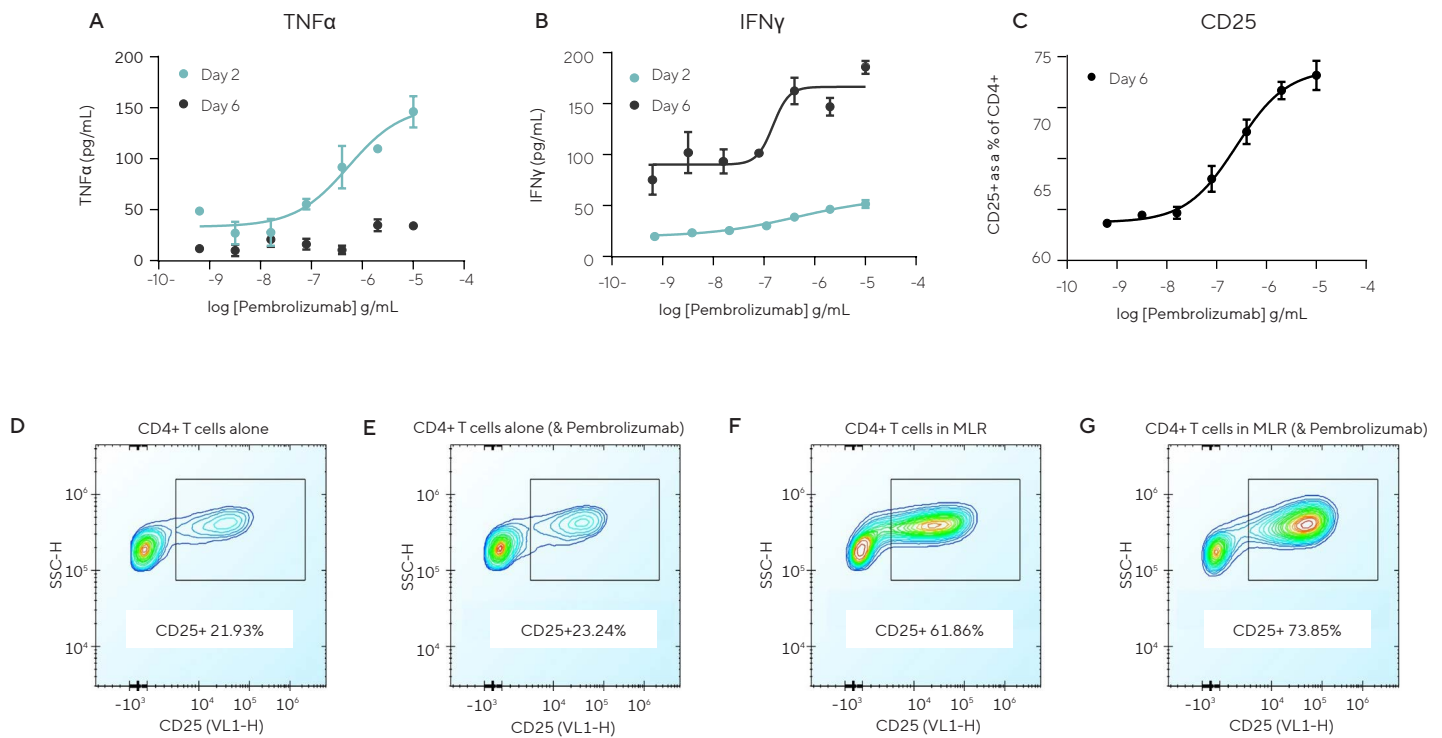 A
TNFα
TNFα (pg/mL)
200
150
100
50
0
Day 2
Day 6
-10-
-9
-8
-7
-6
-5
-4
log [Pembrolizumab] g/mL
B
IFNγ
IFNγ (pg/mL)
200
150
100
50
0
Day 2
Day 6
-10-
-9
-8
-7
-6
-5
-4
log [Pembrolizumab] g/mL
C
CD25
CD25+ as a % of CD4+
75
70
65
60
Day 6
-10
-9
-8
-7
-6
-5
-4
log [Pembrolizumab] g/mL
D
CD4+ T cells alone
SSC-H
10⁶
10⁵
10⁴
CD25+ 21.93%
-10³
10⁴
10⁵
10⁶
CD25 (VL1-H)
E
CD4+ T cells alone (& Pembrolizumab)
SSC-H
10⁶
10⁵
10⁴
CD25+23.24%
-10³
10⁴
10⁵
10⁶
CD25 (VL1-H)
F
CD4+ T cells in MLR
SSC-H
10⁶
10⁵
10⁴
CD25+ 61.86%
-10³
10⁴
10⁵
10⁶
CD25 (VL1-H)
G
CD4+ T cells in MLR (& Pembrolizumab)
SSC-H
10⁶
10⁵
10⁴
CD25+ 73.85%
-10³
10⁴
10⁵
10⁶
CD25 (VL1-H)